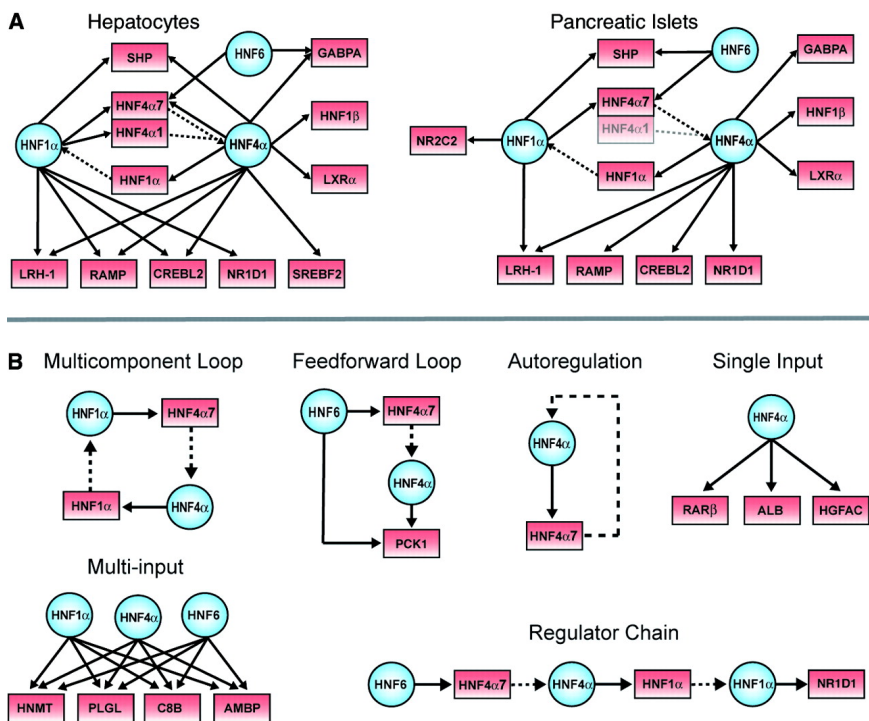 A
Hepatocytes
Pancreatic Islets
SHP
HNF6
GABPA
HNF4α7
HNF4α1
HNF1α
HNF4α
HNF1β
HNF1α
LXRα
LRH-1
RAMP
CREBL2
NR1D1
SREBF2
SHP
HNF6
GABPA
HNF4α7
HNF4α1
NR2C2
HNF1α
HNF4α
HNF1β
HNF1α
LXRα
LRH-1
RAMP
CREBL2
NR1D1
B
Multicomponent Loop
HNF1α
HNF4α7
HNF1α
HNF4α
Feedforward Loop
HNF6
HNF4α7
HNF4α
PCK1
Autoregulation
HNF4α
HNF4α7
Single Input
HNF4α
RARβ
ALB
HGFAC
Multi-input
HNF1α
HNF4α
HNF6
HNMT
PLGL
C8B
AMBP
Regulator Chain
HNF6
HNF4α7
HNF4α
HNF1α
HNF1α
NR1D1